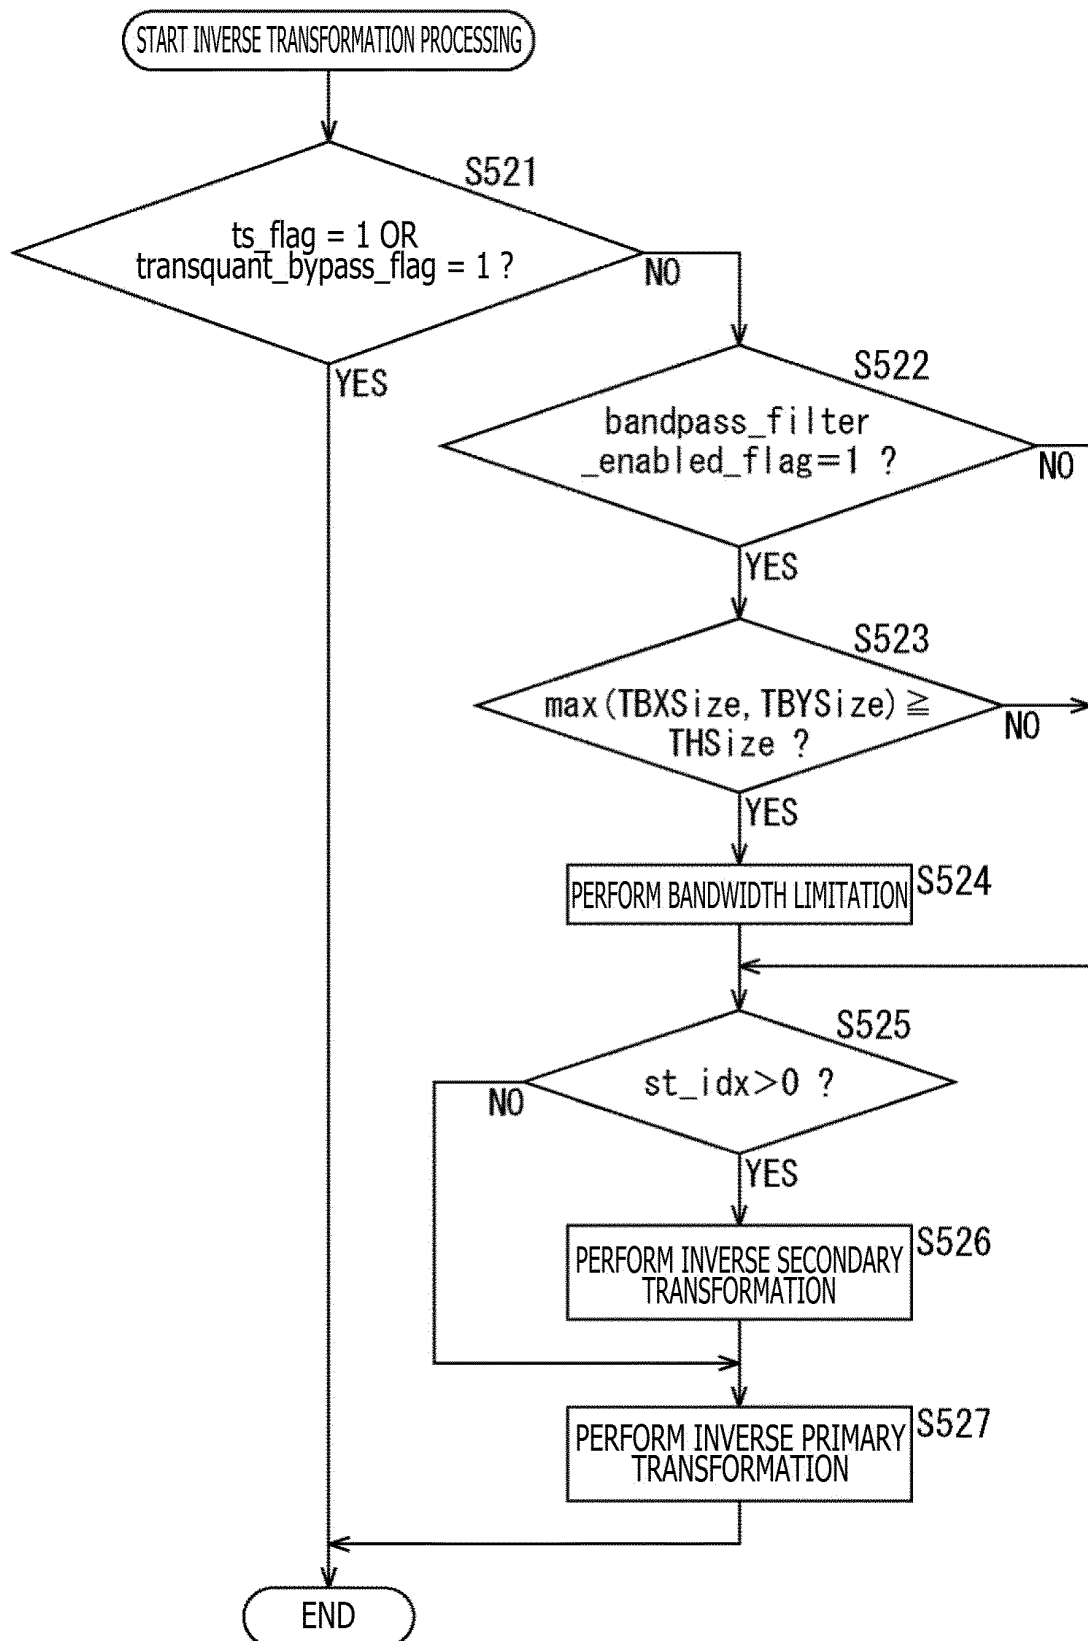 START INVERSE TRANSFORMATION PROCESSING
S521
ts_flag = 1 OR
transquant_bypass_flag = 1 ?
NO
YES
S522
bandpass_filter
_enabled_flag=1 ?
NO
YES
S523
max(TBXSize,TBYSize)≧
THSize ?
NO
YES
PERFORM BANDWIDTH LIMITATION
S524
S525
st_idx>0 ?
NO
YES
PERFORM INVERSE SECONDARY
TRANSFORMATION
S526
PERFORM INVERSE PRIMARY
TRANSFORMATION
S527
END